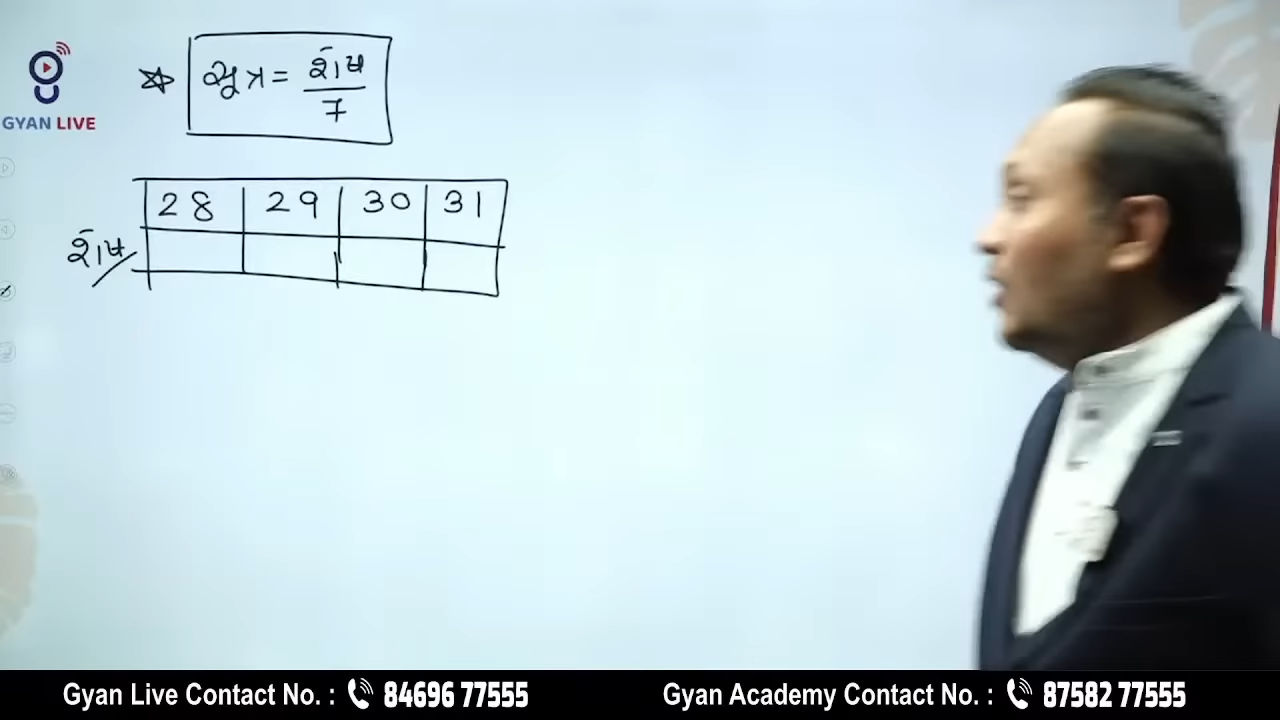 GYAN LIVE
સૂત્ર = શેષ / 7
28 29 30 31
શેષ
Gyan Live Contact No. : 84696 77555 Gyan Academy Contact No. : 87582 77555